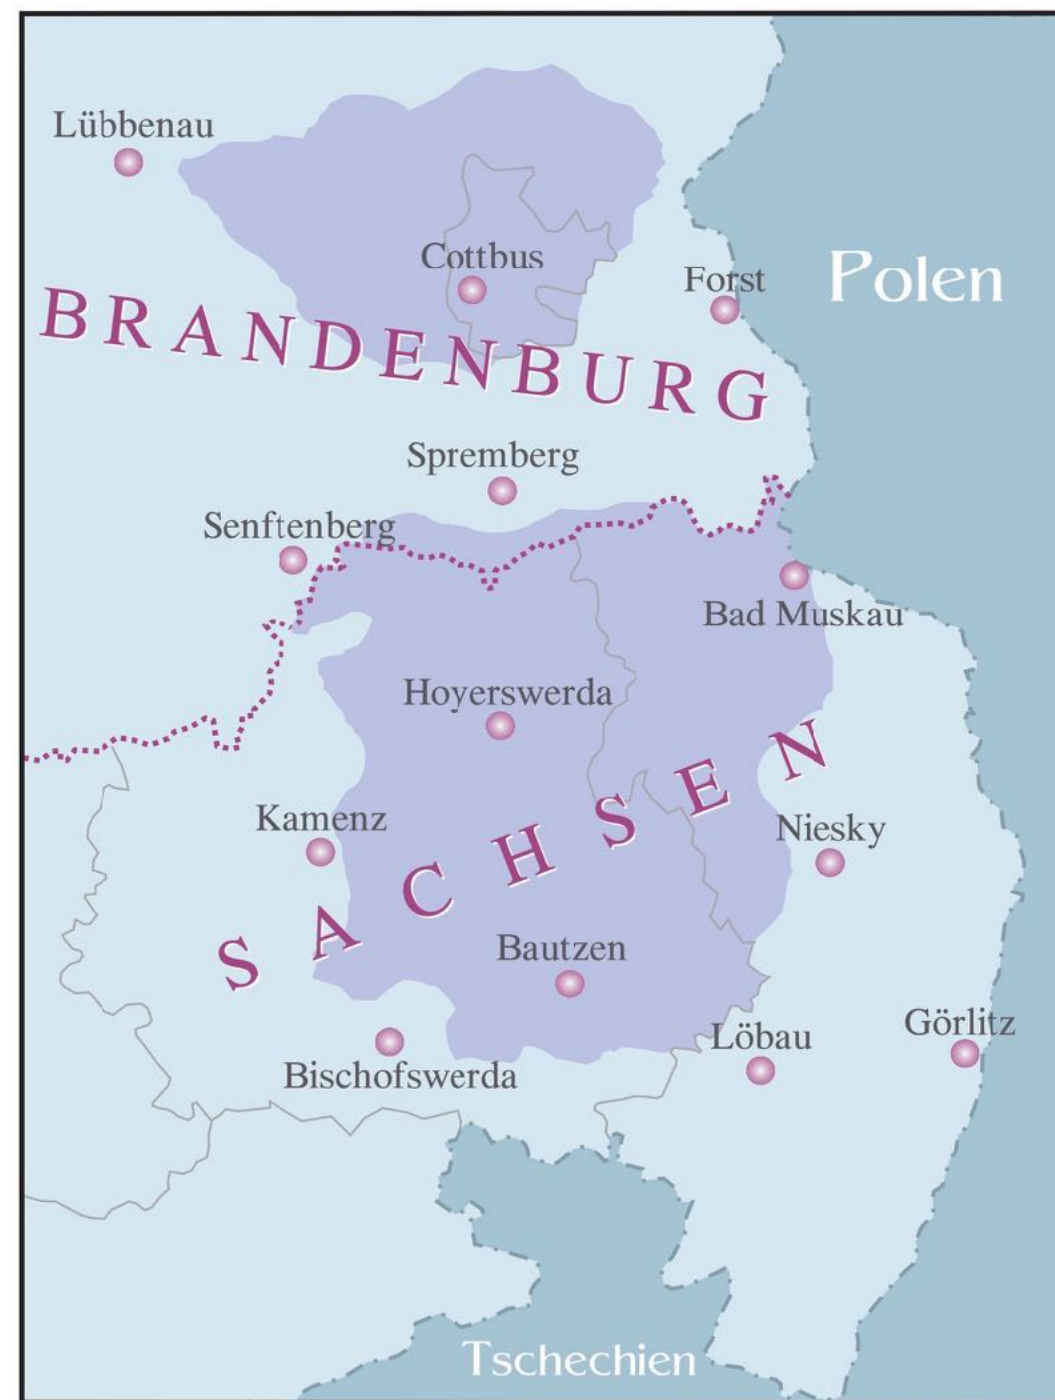 Lübbenau
Cottbus
Forst
Polen
BRANDENBURG
Spremberg
Senftenberg
Bad Muskau
Hoyerswerda
SACHSEN
Kamenz
Niesky
Bautzen
Görlitz
Löbau
Bischofswerda
Tschechien